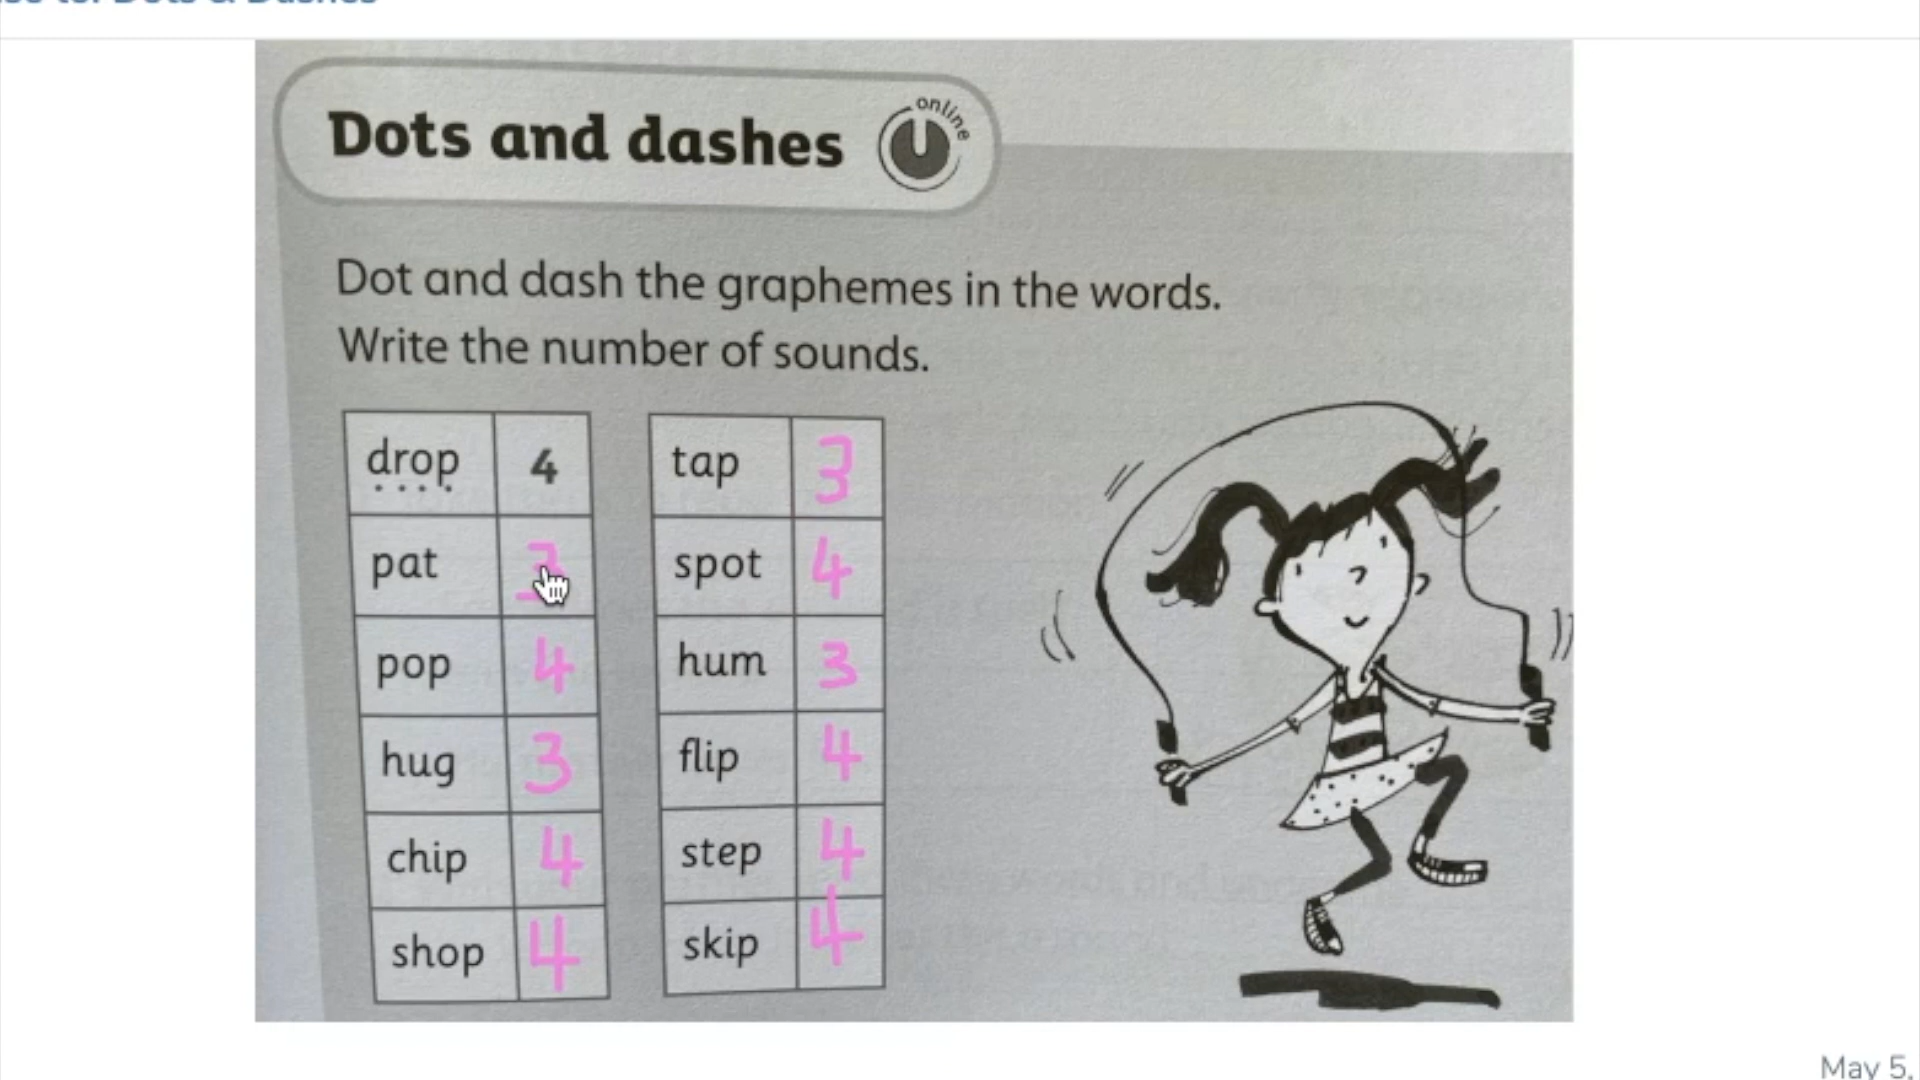 Dots & Dashes
Dots and dashes
online
Dot and dash the graphemes in the words.
Write the number of sounds.
drop 4 tap 3
pat 3 spot 4
pop 4 hum 3
hug 3 flip 4
chip 4 step 4
shop 4 skip 4
May 5,